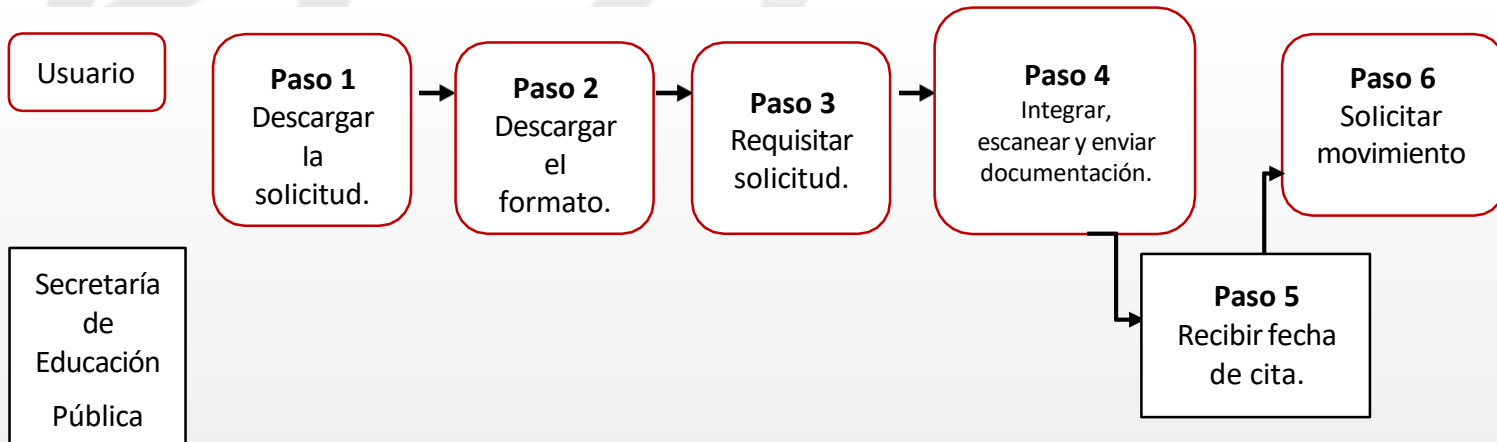 Usuario
Paso 1
Descargar
la
solicitud.
Paso 2
Descargar
el
formato.
Paso 3
Requisitar
solicitud.
Paso 4
Integrar,
escanear y enviar
documentación.
Paso 6
Solicitar
movimiento
Secretaría
de
Educación
Pública
Paso 5
Recibir fecha
de cita.